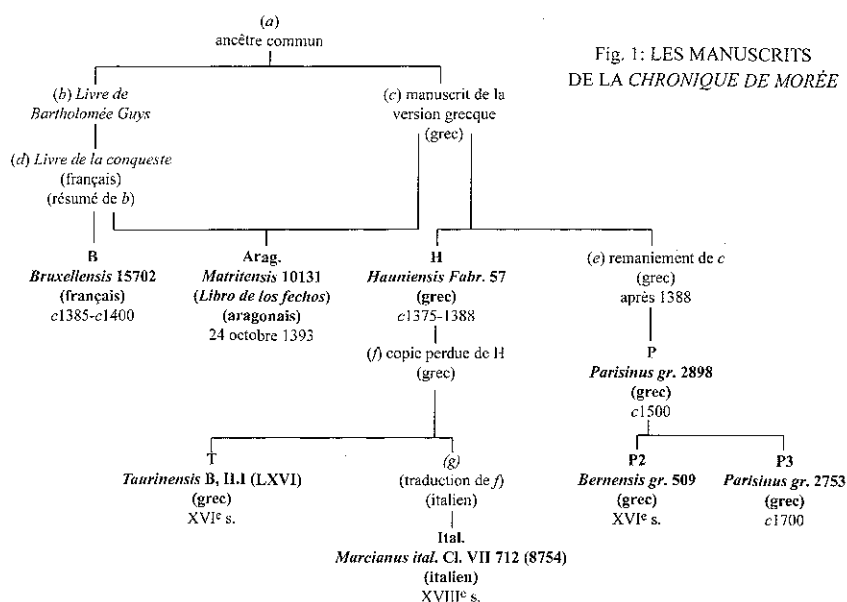 (a)
ancêtre commun
Fig. 1: LES MANUSCRITS
DE LA CHRONIQUE DE MORÉE
(b) Livre de
Bartholomée Guys
(c) manuscrit de la
version grecque
(grec)
(d) Livre de la conqueste
(français)
(résumé de b)
B
Bruxellensis 15702
(français)
c1385-c1400
Arag.
Matritensis 10131
(Libro de los fechos)
(aragonais)
24 octobre 1393
H
Hauniensis Fabr. 57
(grec)
c1375-1388
(e) remaniement de c
(grec)
après 1388
(f) copie perdue de H
(grec)
P
Parisinus gr. 2898
(grec)
c1500
T
Taurinensis B, II.I (LXVI)
(grec)
XVIe s.
(g)
(traduction de f)
(italien)
P2
Bernensis gr. 509
(grec)
XVIe s.
P3
Parisinus gr. 2753
(grec)
c1700
Ital.
Marcianus ital. Cl. VII 712 (8754)
(italien)
XVIIIe s.